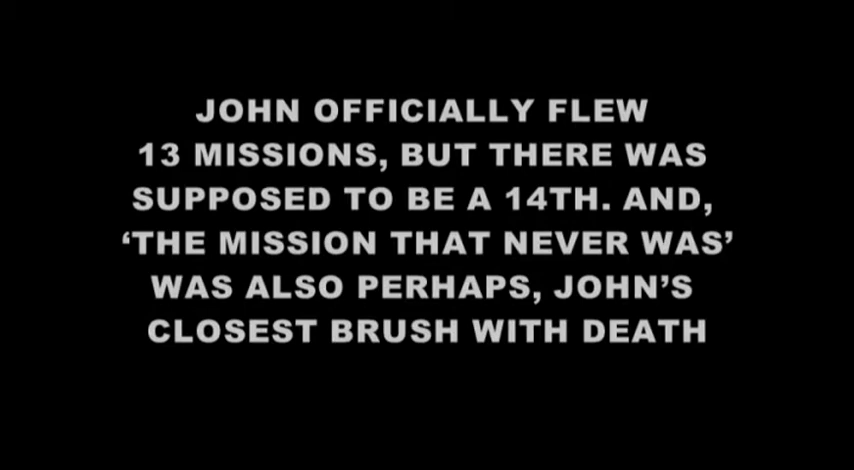 JOHN OFFICIALLY FLEW
13 MISSIONS, BUT THERE WAS
SUPPOSED TO BE A 14TH. AND,
‘THE MISSION THAT NEVER WAS’
WAS ALSO PERHAPS, JOHN’S
CLOSEST BRUSH WITH DEATH